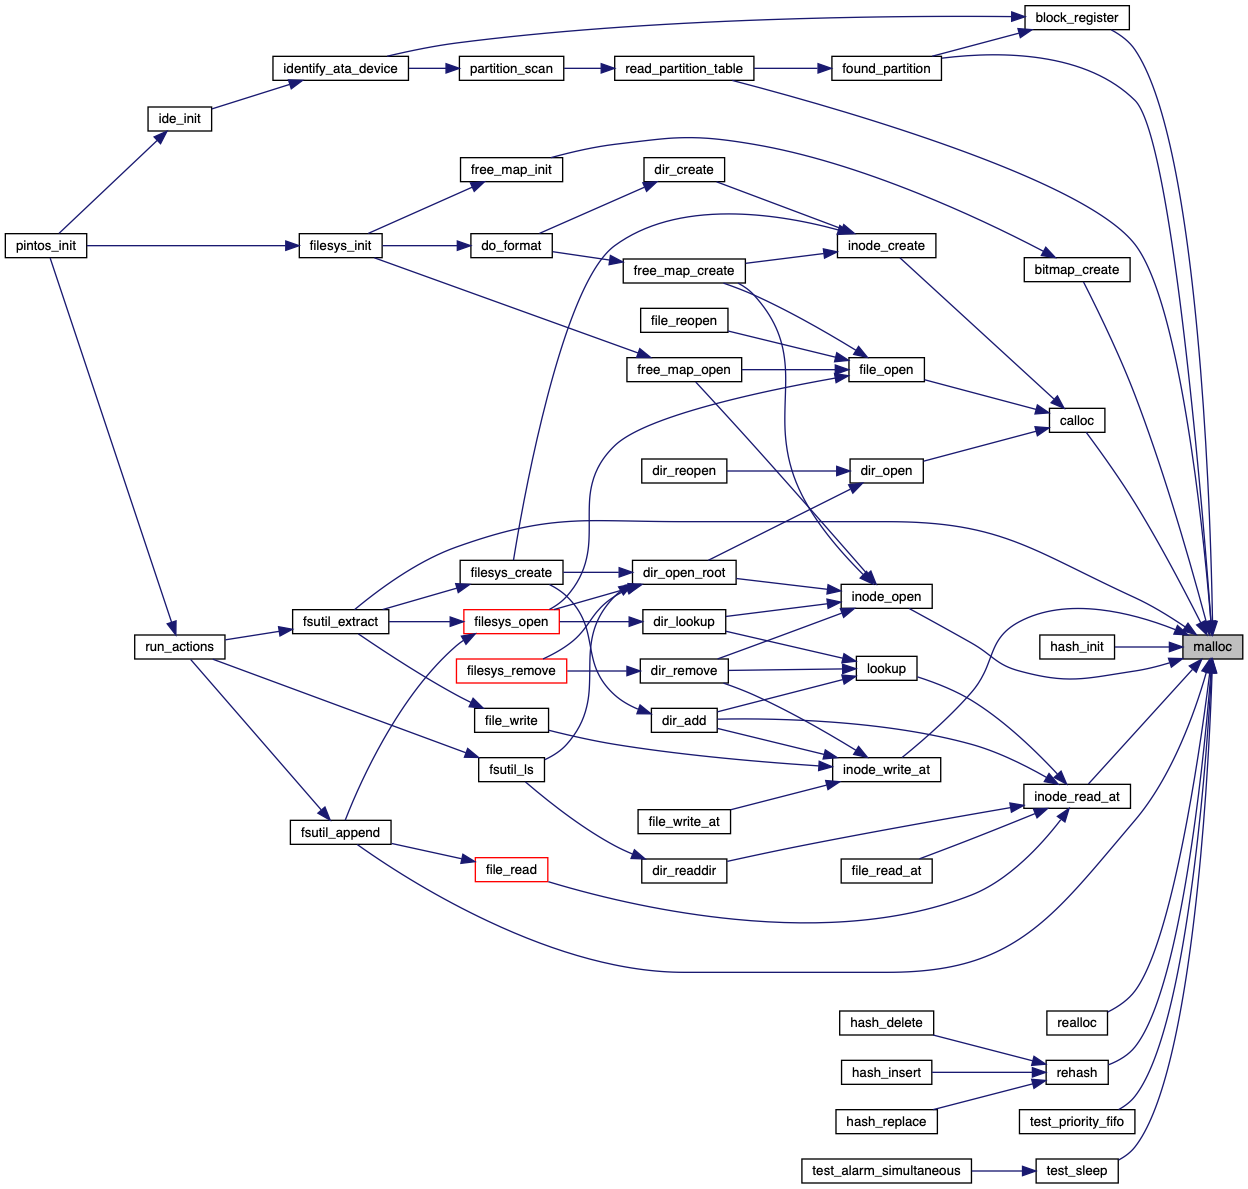 block_register
identify_ata_device
partition_scan
read_partition_table
found_partition
ide_init
free_map_init
dir_create
pintos_init
filesys_init
do_format
inode_create
free_map_create
bitmap_create
file_reopen
free_map_open
file_open
calloc
dir_reopen
dir_open
filesys_create
dir_open_root
inode_open
fsutil_extract
filesys_open
dir_lookup
run_actions
hash_init
malloc
filesys_remove
dir_remove
lookup
file_write
dir_add
fsutil_ls
inode_write_at
inode_read_at
file_write_at
fsutil_append
file_read
dir_readdir
file_read_at
hash_delete
realloc
hash_insert
rehash
hash_replace
test_priority_fifo
test_alarm_simultaneous
test_sleep